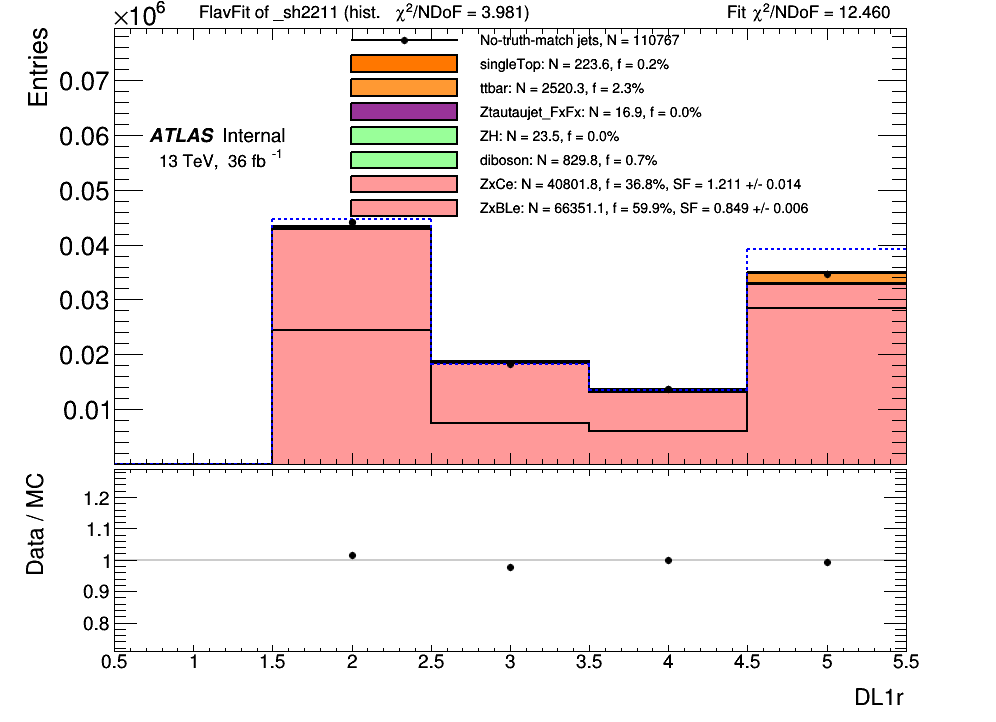 ×10⁶ FlavFit of _sh2211 (hist. χ²/NDoF = 3.981) Fit χ²/NDoF = 12.460
Entries
No-truth-match jets, N = 110767
singleTop: N = 223.6, f = 0.2%
ttbar: N = 2520.3, f = 2.3%
Ztautaujet_FxFx: N = 16.9, f = 0.0%
ZH: N = 23.5, f = 0.0%
diboson: N = 829.8, f = 0.7%
ZxCe: N = 40801.8, f = 36.8%, SF = 1.211 +/- 0.014
ZxBLe: N = 66351.1, f = 59.9%, SF = 0.849 +/- 0.006
ATLAS Internal
13 TeV, 36 fb⁻¹
0.07
0.06
0.05
0.04
0.03
0.02
0.01
Data / MC
1.2
1.1
1
0.9
0.8
0.5 1 1.5 2 2.5 3 3.5 4 4.5 5 5.5
DL1r